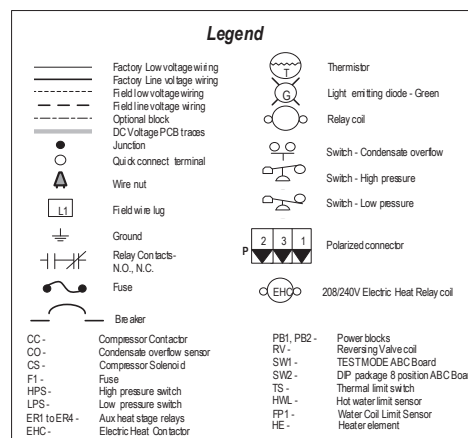 Legend
Factory Low voltage wiring
Factory Line voltage wiring
Field low voltage wiring
Field line voltage wiring
Optional block
DC Voltage PCB traces
Junction
Quick connect terminal
Wire nut
L1
Field wire lug
Ground
Relay Contacts-
N.O., N.C.
Fuse
Breaker
T
Thermistor
G
Light emitting diode - Green
Relay coil
Switch - Condensate overflow
Switch - High pressure
Switch - Low pressure
P
2 3 1
Polarized connector
EHC
208/240V Electric Heat Relay coil
CC - Compressor Contactor
CO - Condensate overflow sensor
CS - Compressor Solenoid
F1 - Fuse
HPS - High pressure switch
LPS - Low pressure switch
ER1 to ER4 - Aux heat stage relays
EHC - Electric Heat Contactor
PB1, PB2 - Power blocks
RV - Reversing Valve coil
SW1 - TESTMODE ABC Board
SW2 - DIP package 8 position ABC Board
TS - Thermal limit switch
HWL - Hot water limit sensor
FP1 - Water Coil Limit Sensor
HE - Heater element